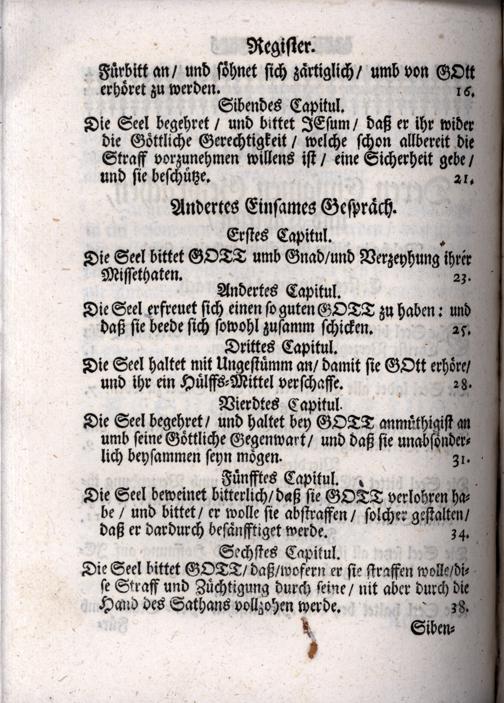 Register.
Fürbitt an / und söhnet sich zärtiglich / umb von GOtt
erhöret zu werden. 16.
Sibendes Capitul.
Die Seel begehret / und bittet JEsum / daß er ihr wider
die Göttliche Gerechtigkeit / welche schon allbereit die
Straff vorzunehmen willens ist / eine Sicherheit gebe /
und sie beschütze. 21.
Andertes Einsames Gespräch.
Erstes Capitul.
Die Seel bittet GOTT umb Gnad/und Verzeyhung ihrer
Missethaten. 23.
Andertes Capitul.
Die Seel erfreuet sich einen so guten GOTT zu haben: und
daß sie beede sich sowohl zusamm schicken. 25.
Drittes Capitul.
Die Seel haltet mit Ungestümm an/ damit sie GOtt erhöre/
und ihr ein Hülffs-Mittel verschaffe. 28.
Vierdtes Capitul.
Die Seel begehret / und haltet bey GOTT anmüthigist an
umb seine Göttliche Gegenwart / und daß sie unabsönder-
lich beysammen seyn mögen. 31.
Fünfftes Capitul.
Die Seel beweinet bitterlich/daß sie GOTT verlohren ha-
be / und bittet / er wolle sie abstraffen / solcher gestalten /
daß er dardurch besänfftiget werde. 34.
Sechstes Capitul.
Die Seel bittet GOTT/ daß/wofern er sie straffen wolle/di-
se Straff und Züchtigung durch seine / nit aber durch die
Hand des Sathans vollzohen werde. 38.
Siben-